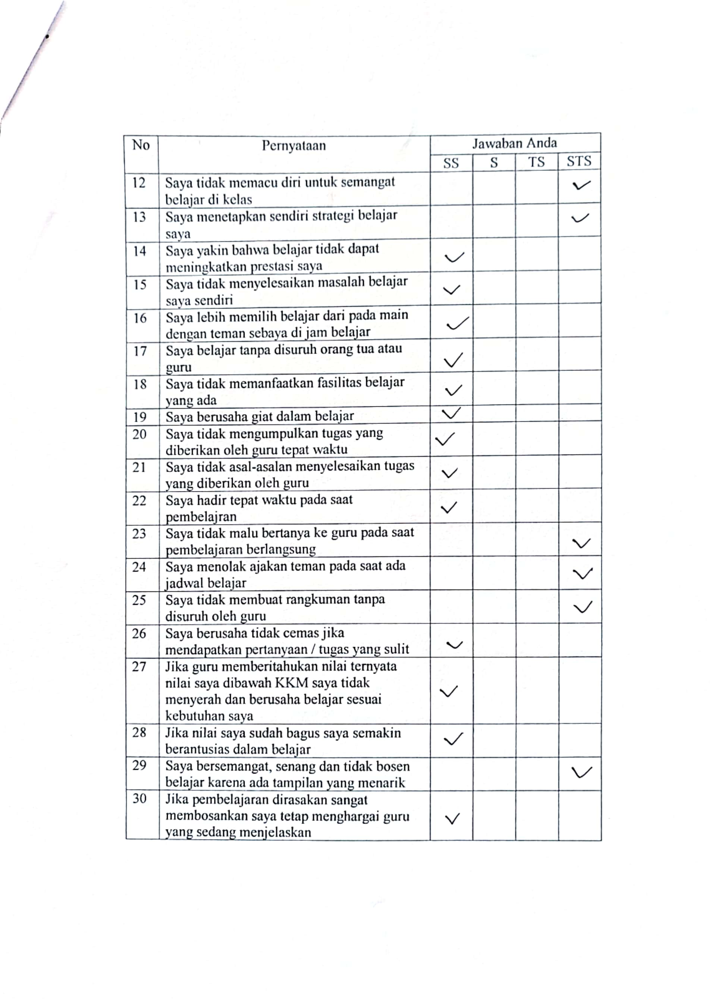 No Pernyataan Jawaban Anda
SS S TS STS
12 Saya tidak memacu diri untuk semangat ✓
belajar di kelas
13 Saya menetapkan sendiri strategi belajar ✓
saya
14 Saya yakin bahwa belajar tidak dapat ✓
meningkatkan prestasi saya
15 Saya tidak menyelesaikan masalah belajar ✓
saya sendiri
16 Saya lebih memilih belajar dari pada main ✓
dengan teman sebaya di jam belajar
17 Saya belajar tanpa disuruh orang tua atau ✓
guru
18 Saya tidak memanfaatkan fasilitas belajar ✓
yang ada
19 Saya berusaha giat dalam belajar ✓
20 Saya tidak mengumpulkan tugas yang ✓
diberikan oleh guru tepat waktu
21 Saya tidak asal-asalan menyelesaikan tugas ✓
yang diberikan oleh guru
22 Saya hadir tepat waktu pada saat ✓
pembelajran
23 Saya tidak malu bertanya ke guru pada saat ✓
pembelajaran berlangsung
24 Saya menolak ajakan teman pada saat ada ✓
jadwal belajar
25 Saya tidak membuat rangkuman tanpa ✓
disuruh oleh guru
26 Saya berusaha tidak cemas jika ✓
mendapatkan pertanyaan / tugas yang sulit
27 Jika guru memberitahukan nilai ternyata
nilai saya dibawah KKM saya tidak ✓
menyerah dan berusaha belajar sesuai
kebutuhan saya
28 Jika nilai saya sudah bagus saya semakin ✓
berantusias dalam belajar
29 Saya bersemangat, senang dan tidak bosen ✓
belajar karena ada tampilan yang menarik
30 Jika pembelajaran dirasakan sangat
membosankan saya tetap menghargai guru ✓
yang sedang menjelaskan